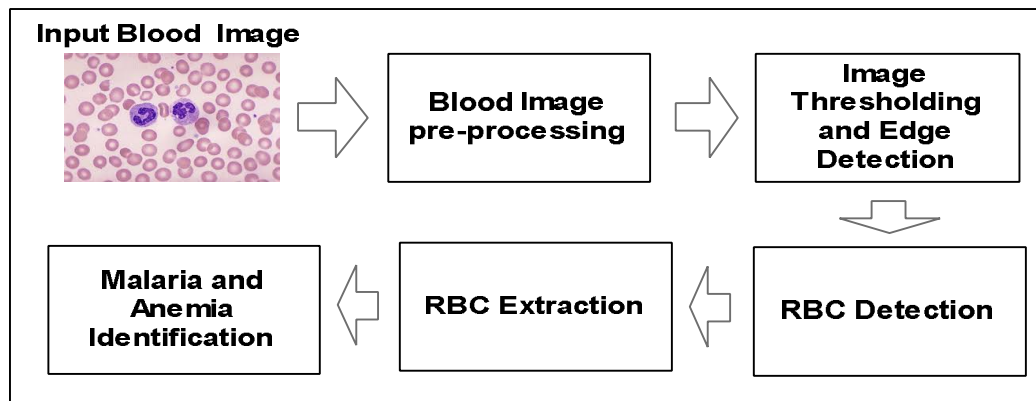 Input Blood Image
Blood Image
pre-processing
Image
Thresholding
and Edge
Detection
RBC Detection
RBC Extraction
Malaria and
Anemia
Identification